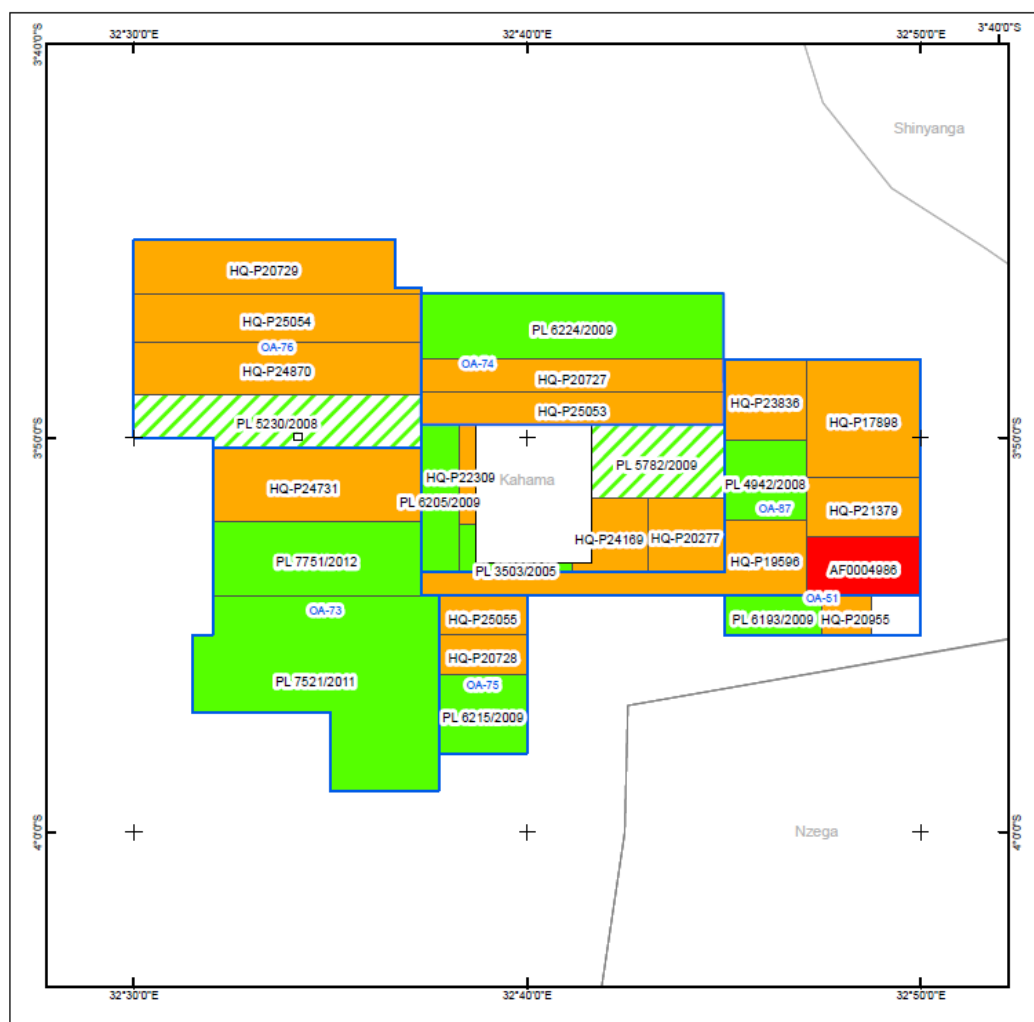 32°30'0"E
32°40'0"E
32°50'0"E
3°40'0"S
3°40'0"S
Shinyanga
HQ-P20729
HQ-P25054
PL 6224/2009
OA-76
OA-74
HQ-P24870
HQ-P20727
HQ-P23836
HQ-P25053
PL 5230/2008
HQ-P17898
3°50'0"S
3°50'0"S
PL 5782/2009
HQ-P22309
Kahama
PL 4942/2008
HQ-P24731
PL 6205/2009
OA-87
HQ-P21379
HQ-P24169
HQ-P20277
PL 7751/2012
HQ-P19596
PL 3503/2005
AF0004986
OA-51
OA-73
HQ-P25055
PL 6193/2009
HQ-P20955
HQ-P20728
PL 7521/2011
OA-75
PL 6215/2009
4°0'0"S
Nzega
4°0'0"S
32°30'0"E
32°40'0"E
32°50'0"E